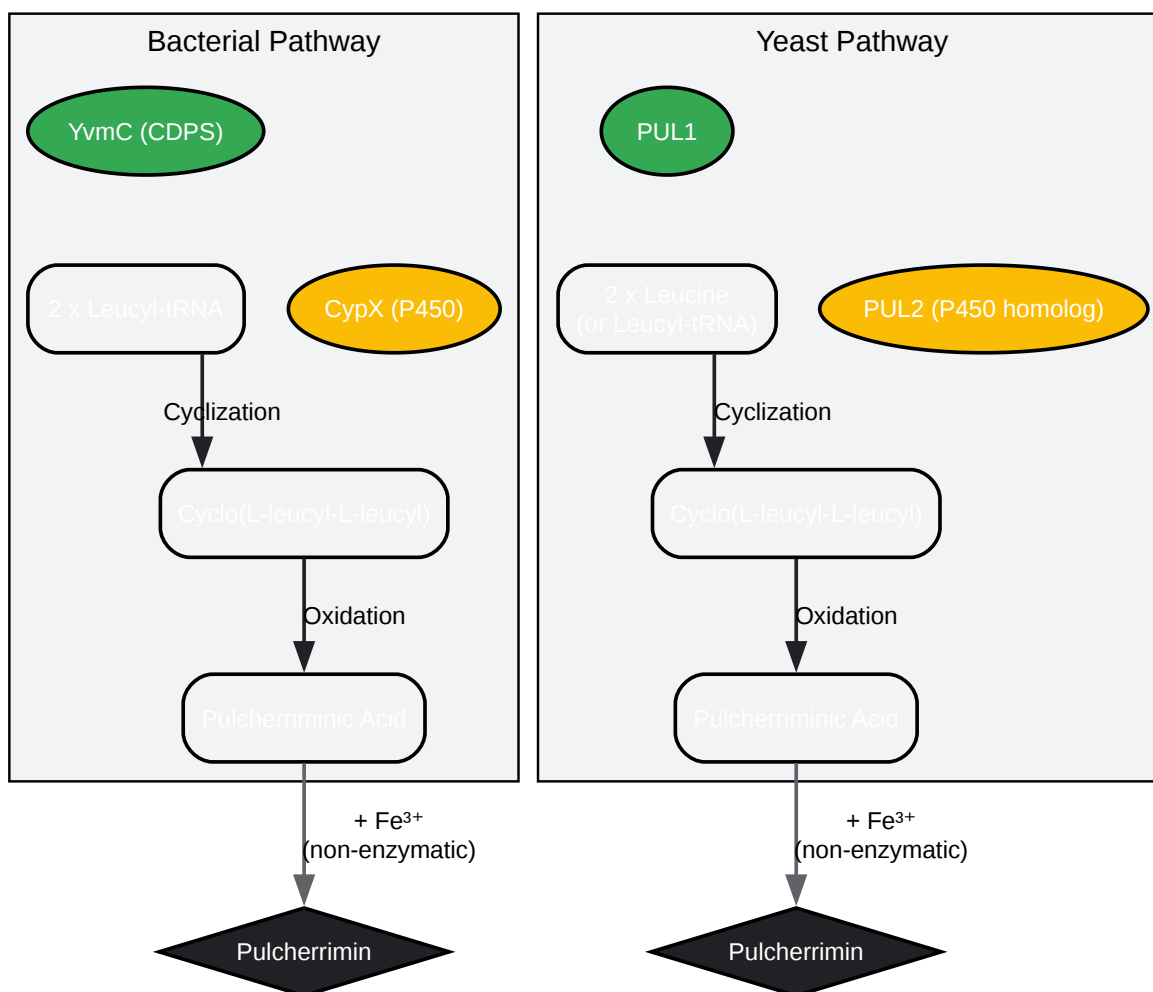 Bacterial Pathway
YvmC (CDPS)
2 x Leucyl-tRNA
CypX (P450)
Cyclization
Cyclo(L-leucyl-L-leucyl)
Oxidation
Pulcherriminic Acid
+ Fe³⁺
(non-enzymatic)
Pulcherrimin
Yeast Pathway
PUL1
2 x Leucine
(or Leucyl-tRNA)
PUL2 (P450 homolog)
Cyclization
Cyclo(L-leucyl-L-leucyl)
Oxidation
Pulcherriminic Acid
+ Fe³⁺
(non-enzymatic)
Pulcherrimin